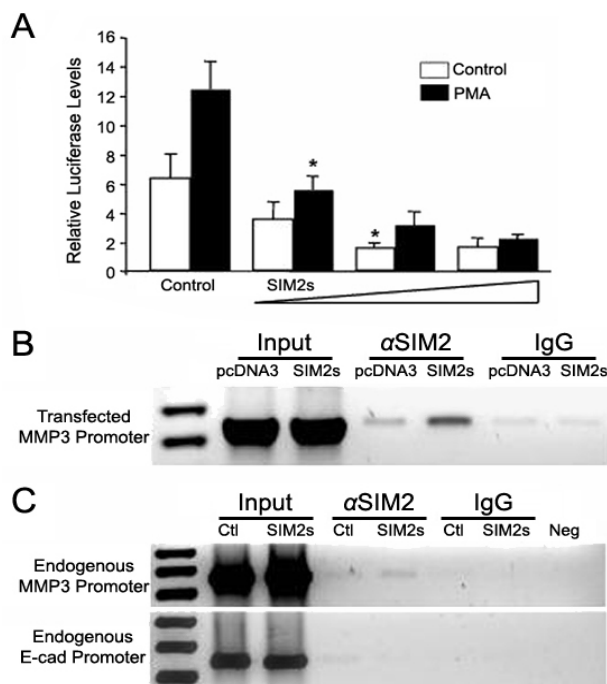 A
Relative Luciferase Levels
16
14
12
10
8
6
4
2
0
Control
PMA
*
*
Control
SIM2s
B
Input
αSIM2
IgG
pcDNA3 SIM2s pcDNA3 SIM2s pcDNA3 SIM2s
Transfected
MMP3 Promoter
C
Input
αSIM2
IgG
Ctl SIM2s Ctl SIM2s Ctl SIM2s Neg
Endogenous
MMP3 Promoter
Endogenous
E-cad Promoter